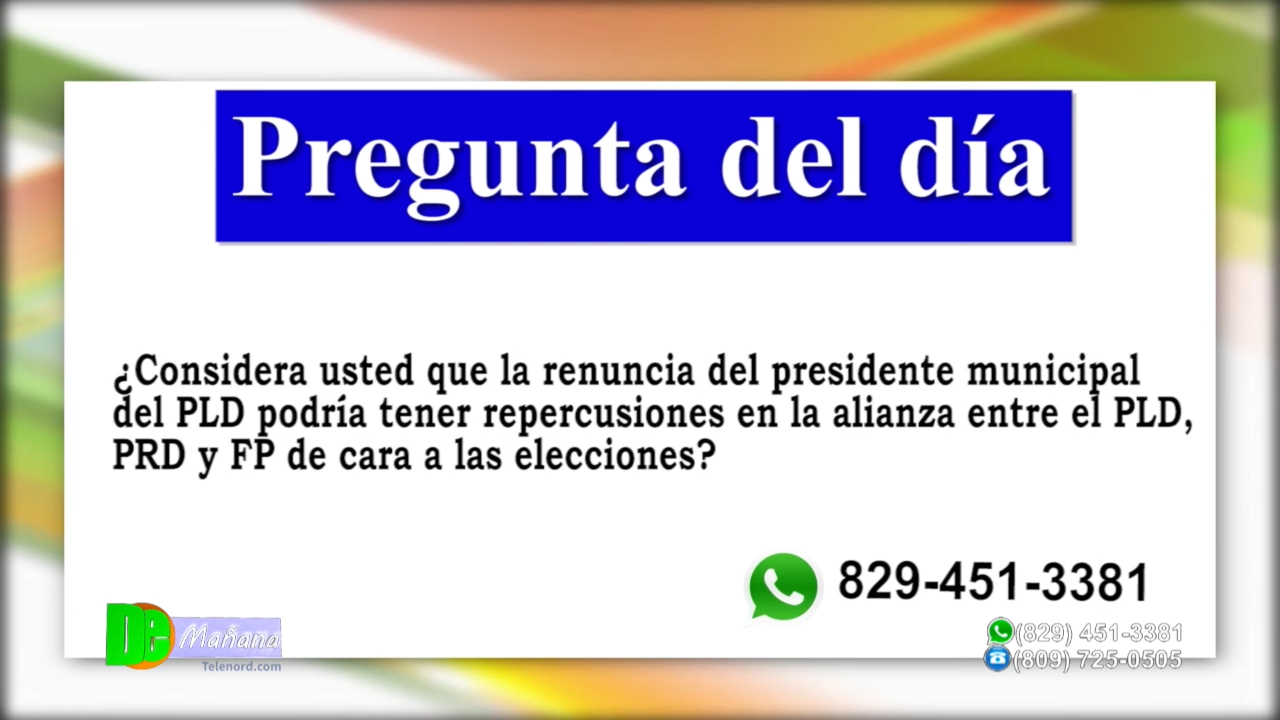 Pregunta del día
¿Considera usted que la renuncia del presidente municipal
del PLD podría tener repercusiones en la alianza entre el PLD,
PRD y FP de cara a las elecciones?
829-451-3381
De Mañana
Telenord.com
(829) 451-3381
(809) 725-0505